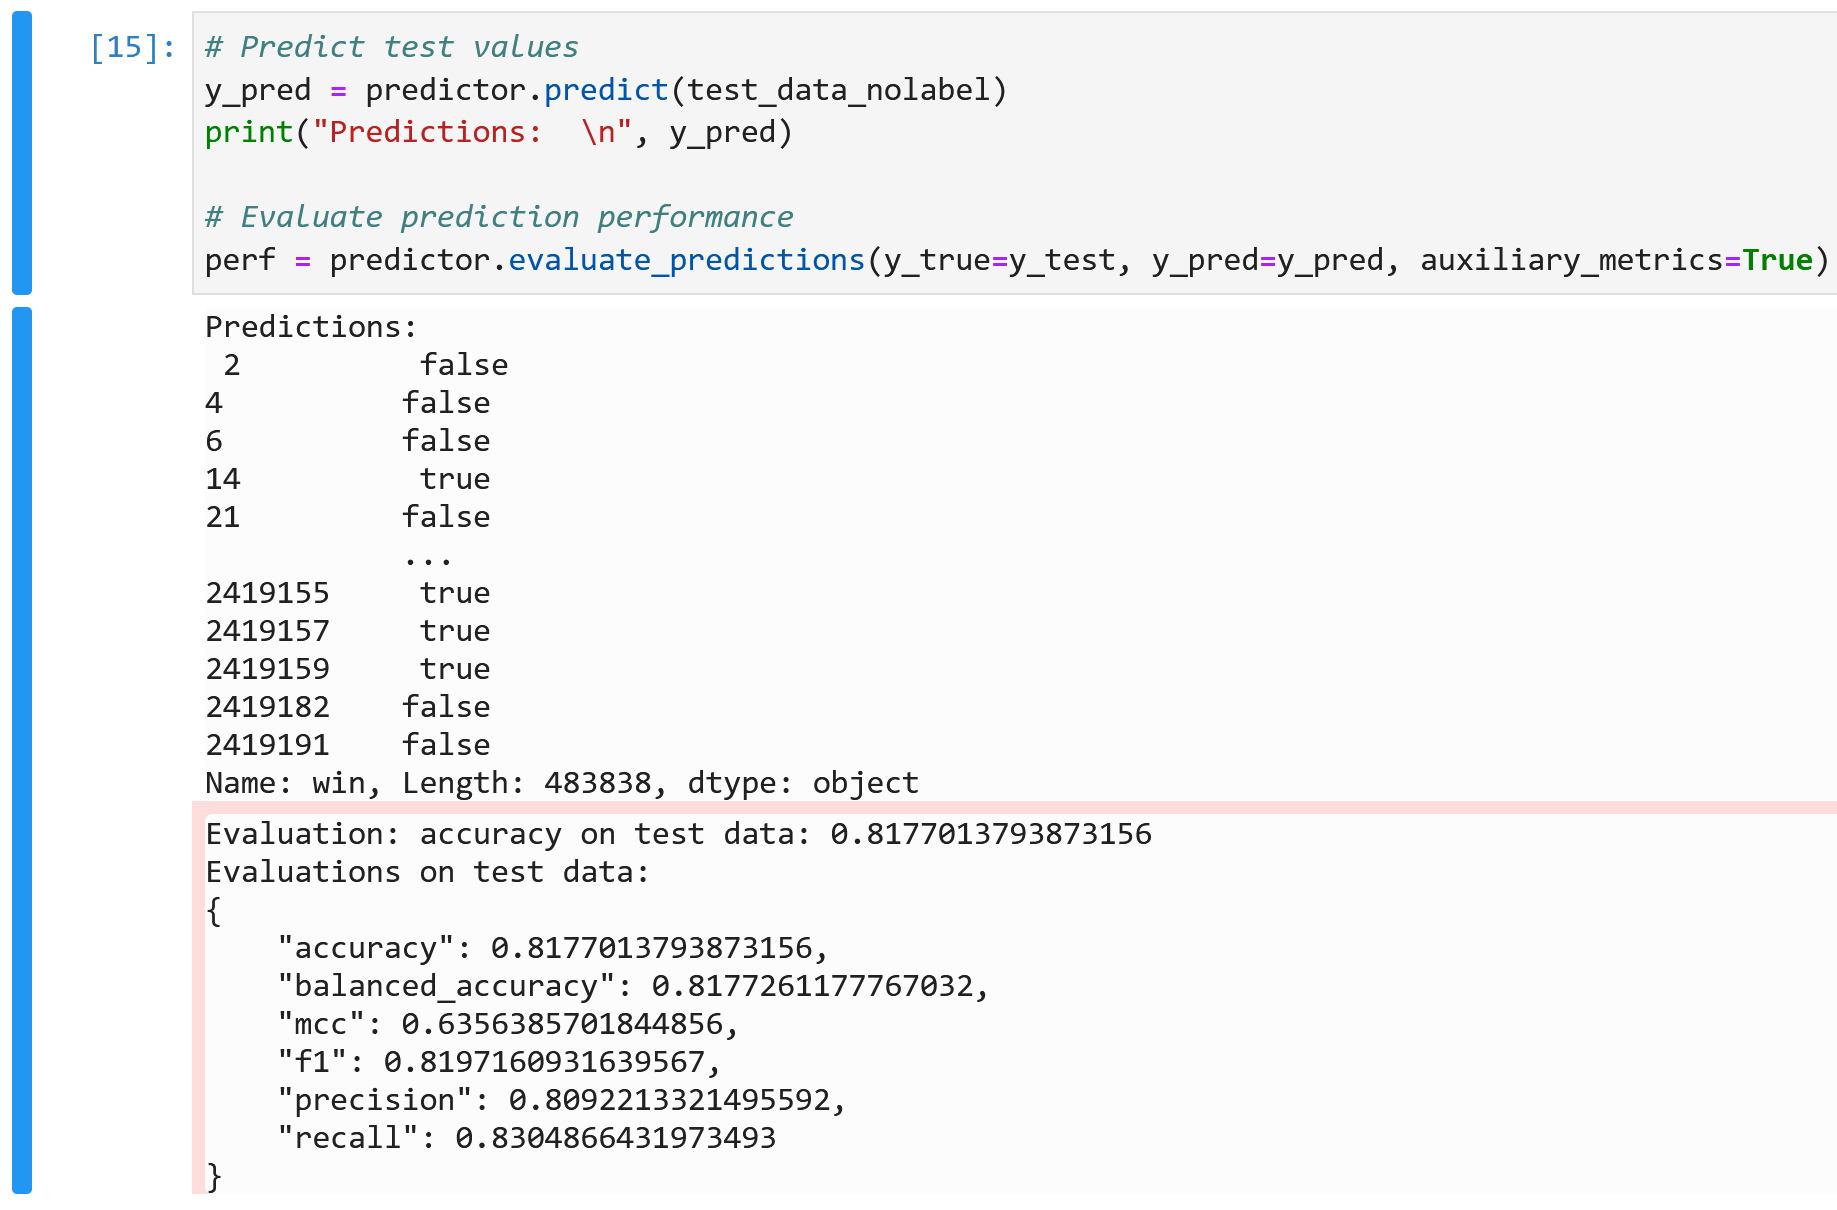 [15]: # Predict test values
y_pred = predictor.predict(test_data_nolabel)
print("Predictions:  \n", y_pred)

# Evaluate prediction performance
perf = predictor.evaluate_predictions(y_true=y_test, y_pred=y_pred, auxiliary_metrics=True)
Predictions:
 2          false
4          false
6          false
14          true
21         false
           ...
2419155     true
2419157     true
2419159     true
2419182    false
2419191    false
Name: win, Length: 483838, dtype: object
Evaluation: accuracy on test data: 0.8177013793873156
Evaluations on test data:
{
    "accuracy": 0.8177013793873156,
    "balanced_accuracy": 0.8177261177767032,
    "mcc": 0.6356385701844856,
    "f1": 0.8197160931639567,
    "precision": 0.8092213321495592,
    "recall": 0.8304866431973493
}